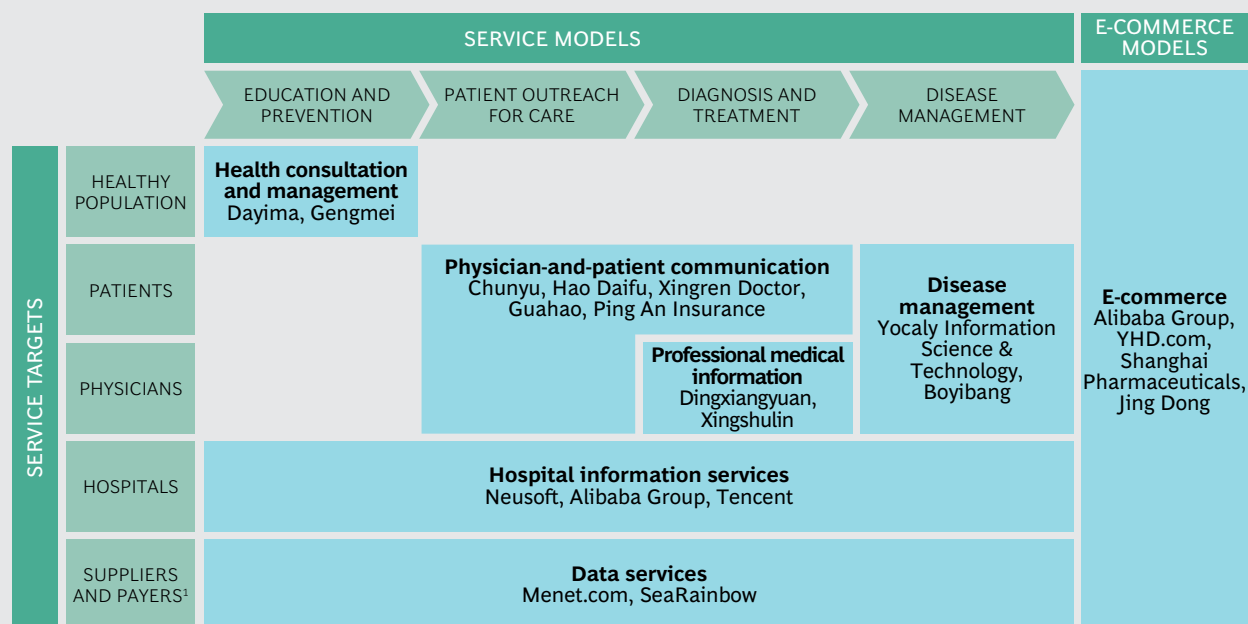 SERVICE MODELS
E-COMMERCE
MODELS
EDUCATION AND
PREVENTION
PATIENT OUTREACH
FOR CARE
DIAGNOSIS AND
TREATMENT
DISEASE
MANAGEMENT
SERVICE TARGETS
HEALTHY
POPULATION
Health consultation
and management
Dayima, Gengmei
PATIENTS
Physician-and-patient communication
Chunyu, Hao Daifu, Xingren Doctor,
Guahao, Ping An Insurance
Disease
management
Yocaly Information
Science &
Technology,
Boyibang
E-commerce
Alibaba Group,
YHD.com,
Shanghai
Pharmaceuticals,
Jing Dong
PHYSICIANS
Professional medical
information
Dingxiangyuan,
Xingshulin
HOSPITALS
Hospital information services
Neusoft, Alibaba Group, Tencent
SUPPLIERS
AND PAYERS¹
Data services
Menet.com, SeaRainbow